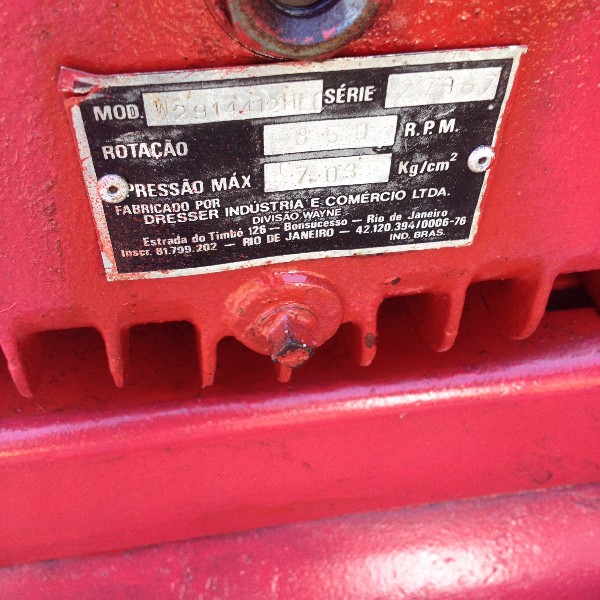 MOD. SÉRIE
ROTAÇÃO 850 R.P.M.
PRESSÃO MÁX 7.03 Kg/cm²
FABRICADO POR
DRESSER INDÚSTRIA E COMÉRCIO LTDA.
DIVISÃO WAYNE
Estrada do Timbó 126 — Bonsucesso — Rio de Janeiro
Inscr. 81.799.202 — RIO DE JANEIRO — 42.120.394/0006-76
IND. BRAS.